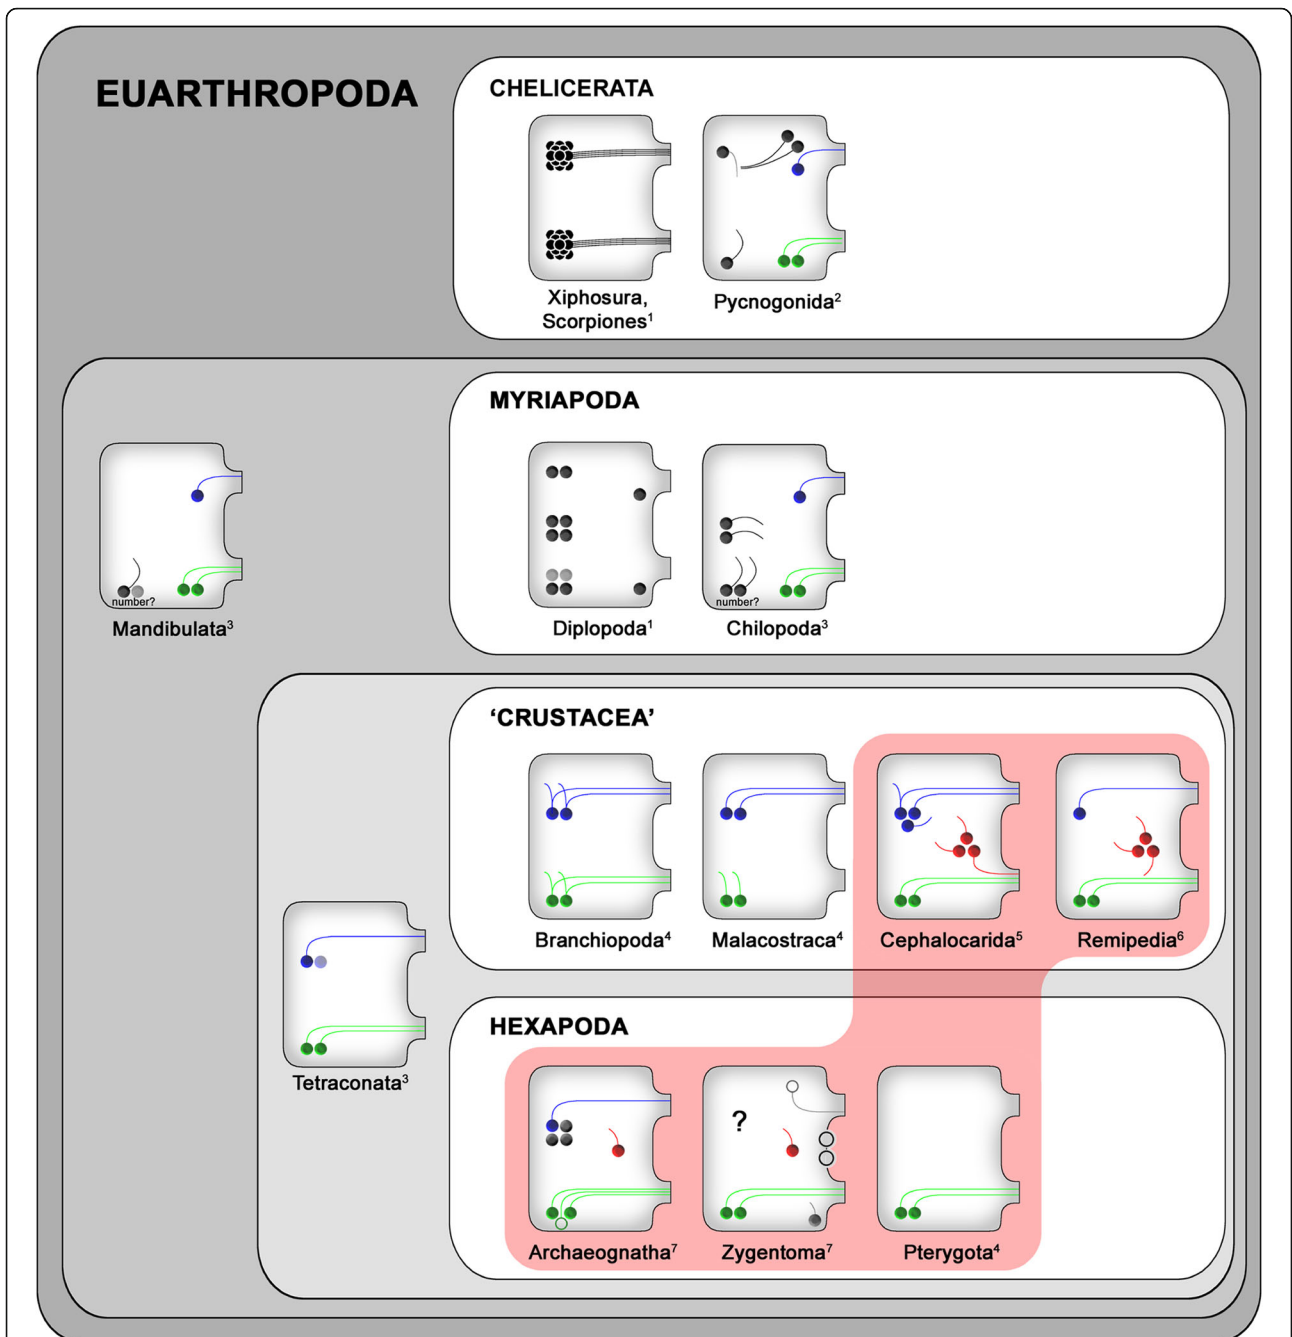 EUARTHROPODA
CHELICERATA
Xiphosura,
Scorpiones¹
Pycnogonida²
MYRIAPODA
number?
Mandibulata³
Diplopoda¹
number?
Chilopoda³
‘CRUSTACEA’
Branchiopoda⁴
Malacostraca⁴
Cephalocarida⁵
Remipedia⁶
Tetraconata³
HEXAPODA
?
Archaeognatha⁷
Zygentoma⁷
Pterygota⁴